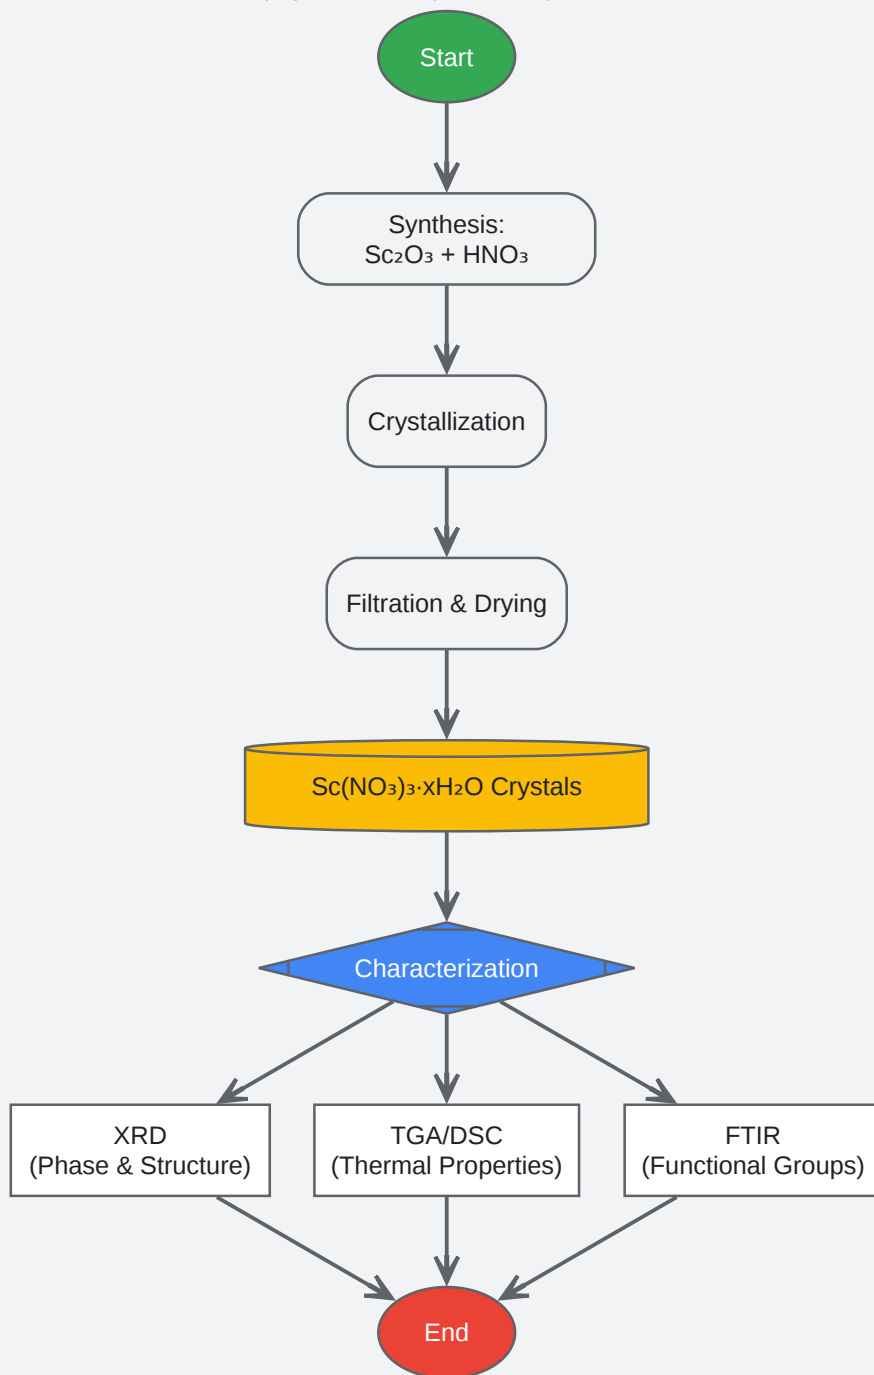 Start
Synthesis:
Sc₂O₃ + HNO₃
Crystallization
Filtration & Drying
Sc(NO₃)₃·xH₂O Crystals
Characterization
XRD
(Phase & Structure)
TGA/DSC
(Thermal Properties)
FTIR
(Functional Groups)
End